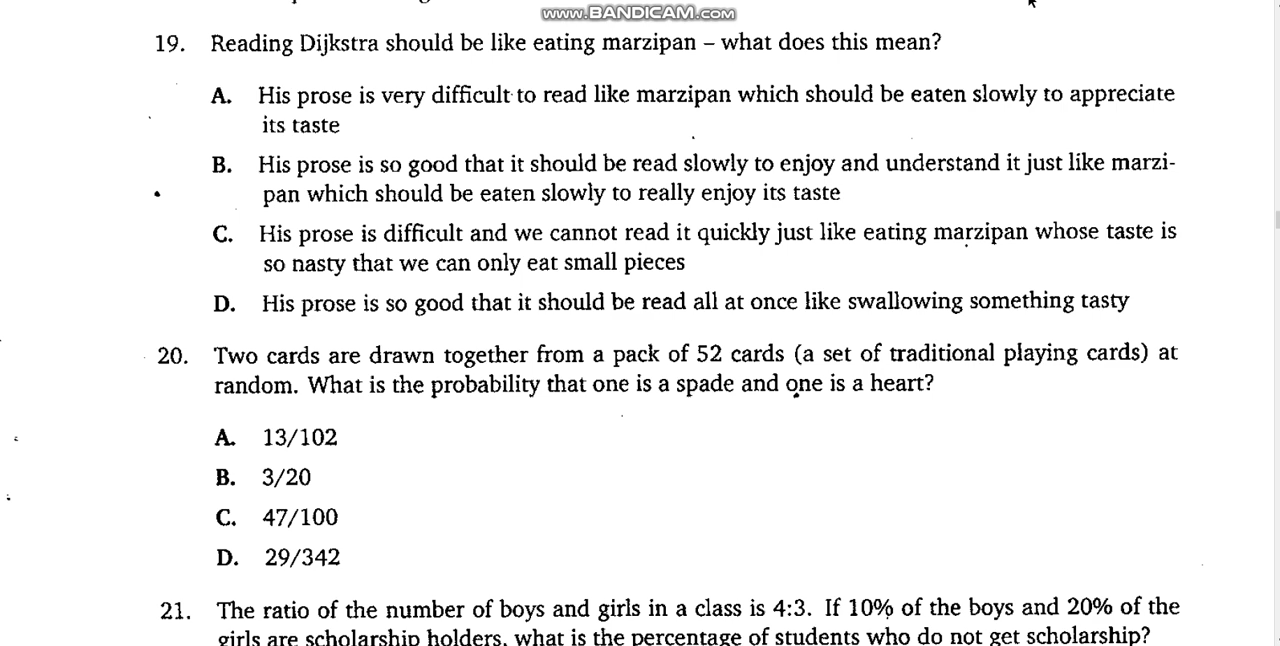 www.BANDICAM.com
19. Reading Dijkstra should be like eating marzipan – what does this mean?
A. His prose is very difficult to read like marzipan which should be eaten slowly to appreciate
its taste
B. His prose is so good that it should be read slowly to enjoy and understand it just like marzi-
pan which should be eaten slowly to really enjoy its taste
C. His prose is difficult and we cannot read it quickly just like eating marzipan whose taste is
so nasty that we can only eat small pieces
D. His prose is so good that it should be read all at once like swallowing something tasty
20. Two cards are drawn together from a pack of 52 cards (a set of traditional playing cards) at
random. What is the probability that one is a spade and one is a heart?
A. 13/102
B. 3/20
C. 47/100
D. 29/342
21. The ratio of the number of boys and girls in a class is 4:3. If 10% of the boys and 20% of the
girls are scholarship holders, what is the percentage of students who do not get scholarship?